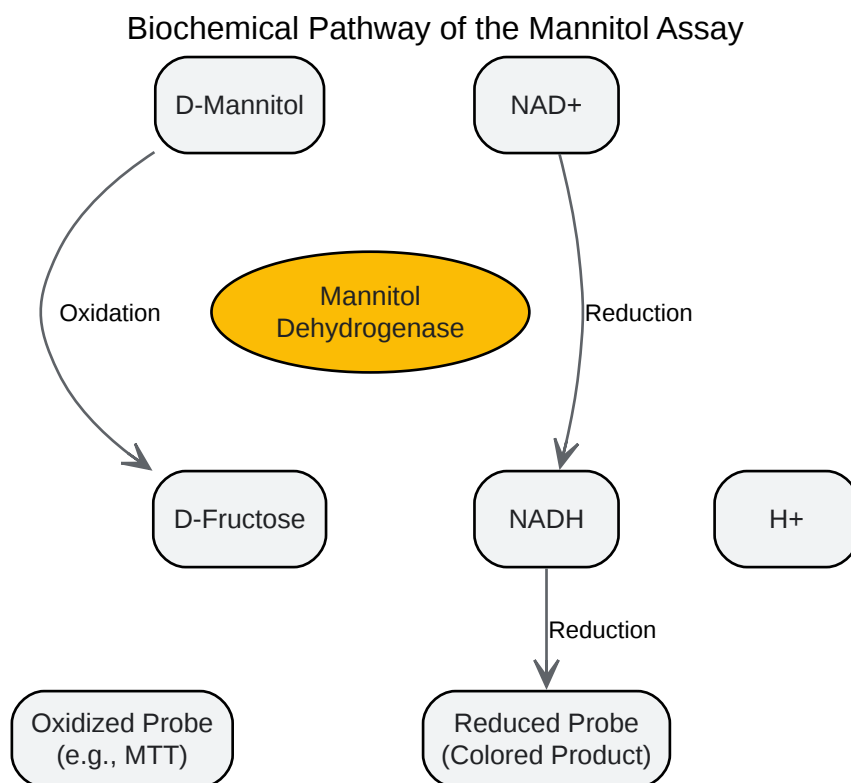 Biochemical Pathway of the Mannitol Assay
D-Mannitol
NAD+
Oxidation
Mannitol
Dehydrogenase
Reduction
D-Fructose
NADH
H+
Reduction
Oxidized Probe
(e.g., MTT)
Reduced Probe
(Colored Product)